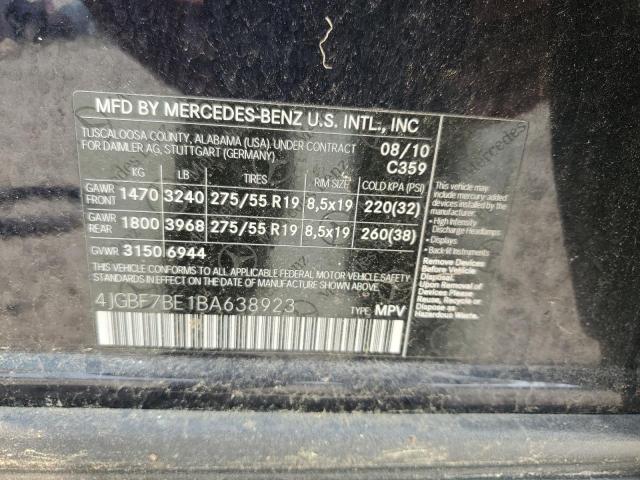 MFD BY MERCEDES-BENZ U.S. INTL., INC
TUSCALOOSA COUNTY, ALABAMA (USA), UNDER CONTRACT
FOR DAIMLER AG, STUTTGART (GERMANY)
08/10
C359
KG LB TIRES RIM SIZE COLD KPA (PSI)
GAWR FRONT 1470 3240 275/55 R19 8,5x19 220(32)
GAWR REAR 1800 3968 275/55 R19 8,5x19 260(38)
GVWR 3150 6944
THIS VEHICLE CONFORMS TO ALL APPLICABLE U.S. FEDERAL MOTOR VEHICLE SAFETY
STANDARDS IN EFFECT ON THE DATE OF MANUFACTURE SHOWN ABOVE.
4JGBF7BE1BA638923
TYPE MPV
This vehicle may
have mercury added
devices installed by the
manufacturer:
- High Intensity
Discharge Headlamps
- Displays
- Back-lit Instruments
Remove Devices
Before Vehicle
Disposal.
Upon Removal of
Devices Please
Reuse, Recycle
or Dispose as
Hazardous Waste.
Mercedes